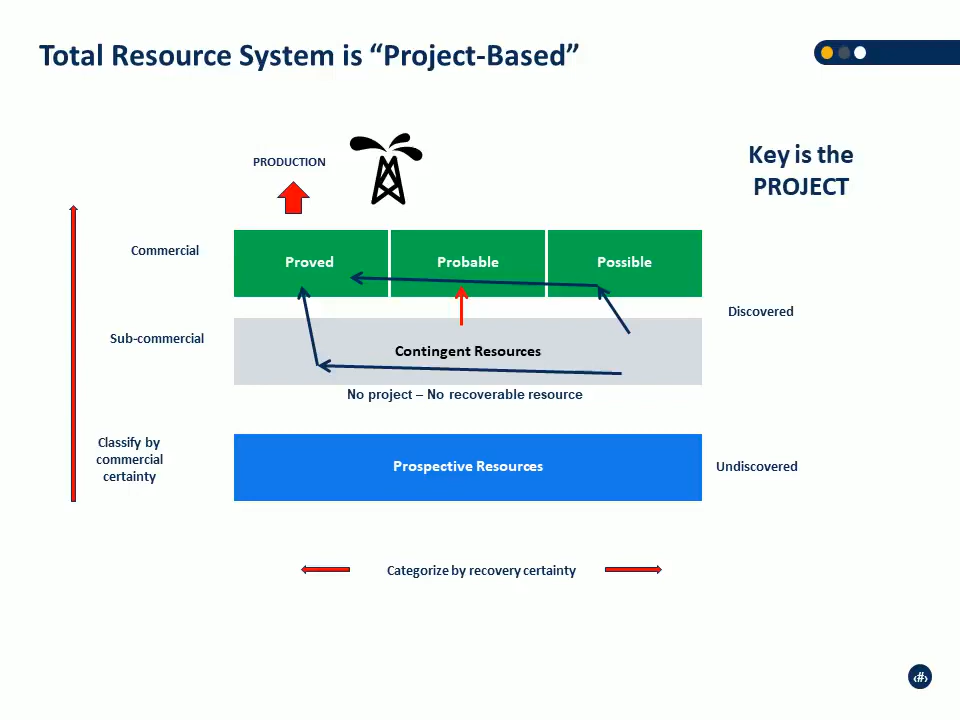 Total Resource System is “Project-Based”
Key is the
PROJECT
PRODUCTION
Commercial
Proved
Probable
Possible
Discovered
Sub-commercial
Contingent Resources
No project – No recoverable resource
Classify by
commercial
certainty
Prospective Resources
Undiscovered
Categorize by recovery certainty
‹#›